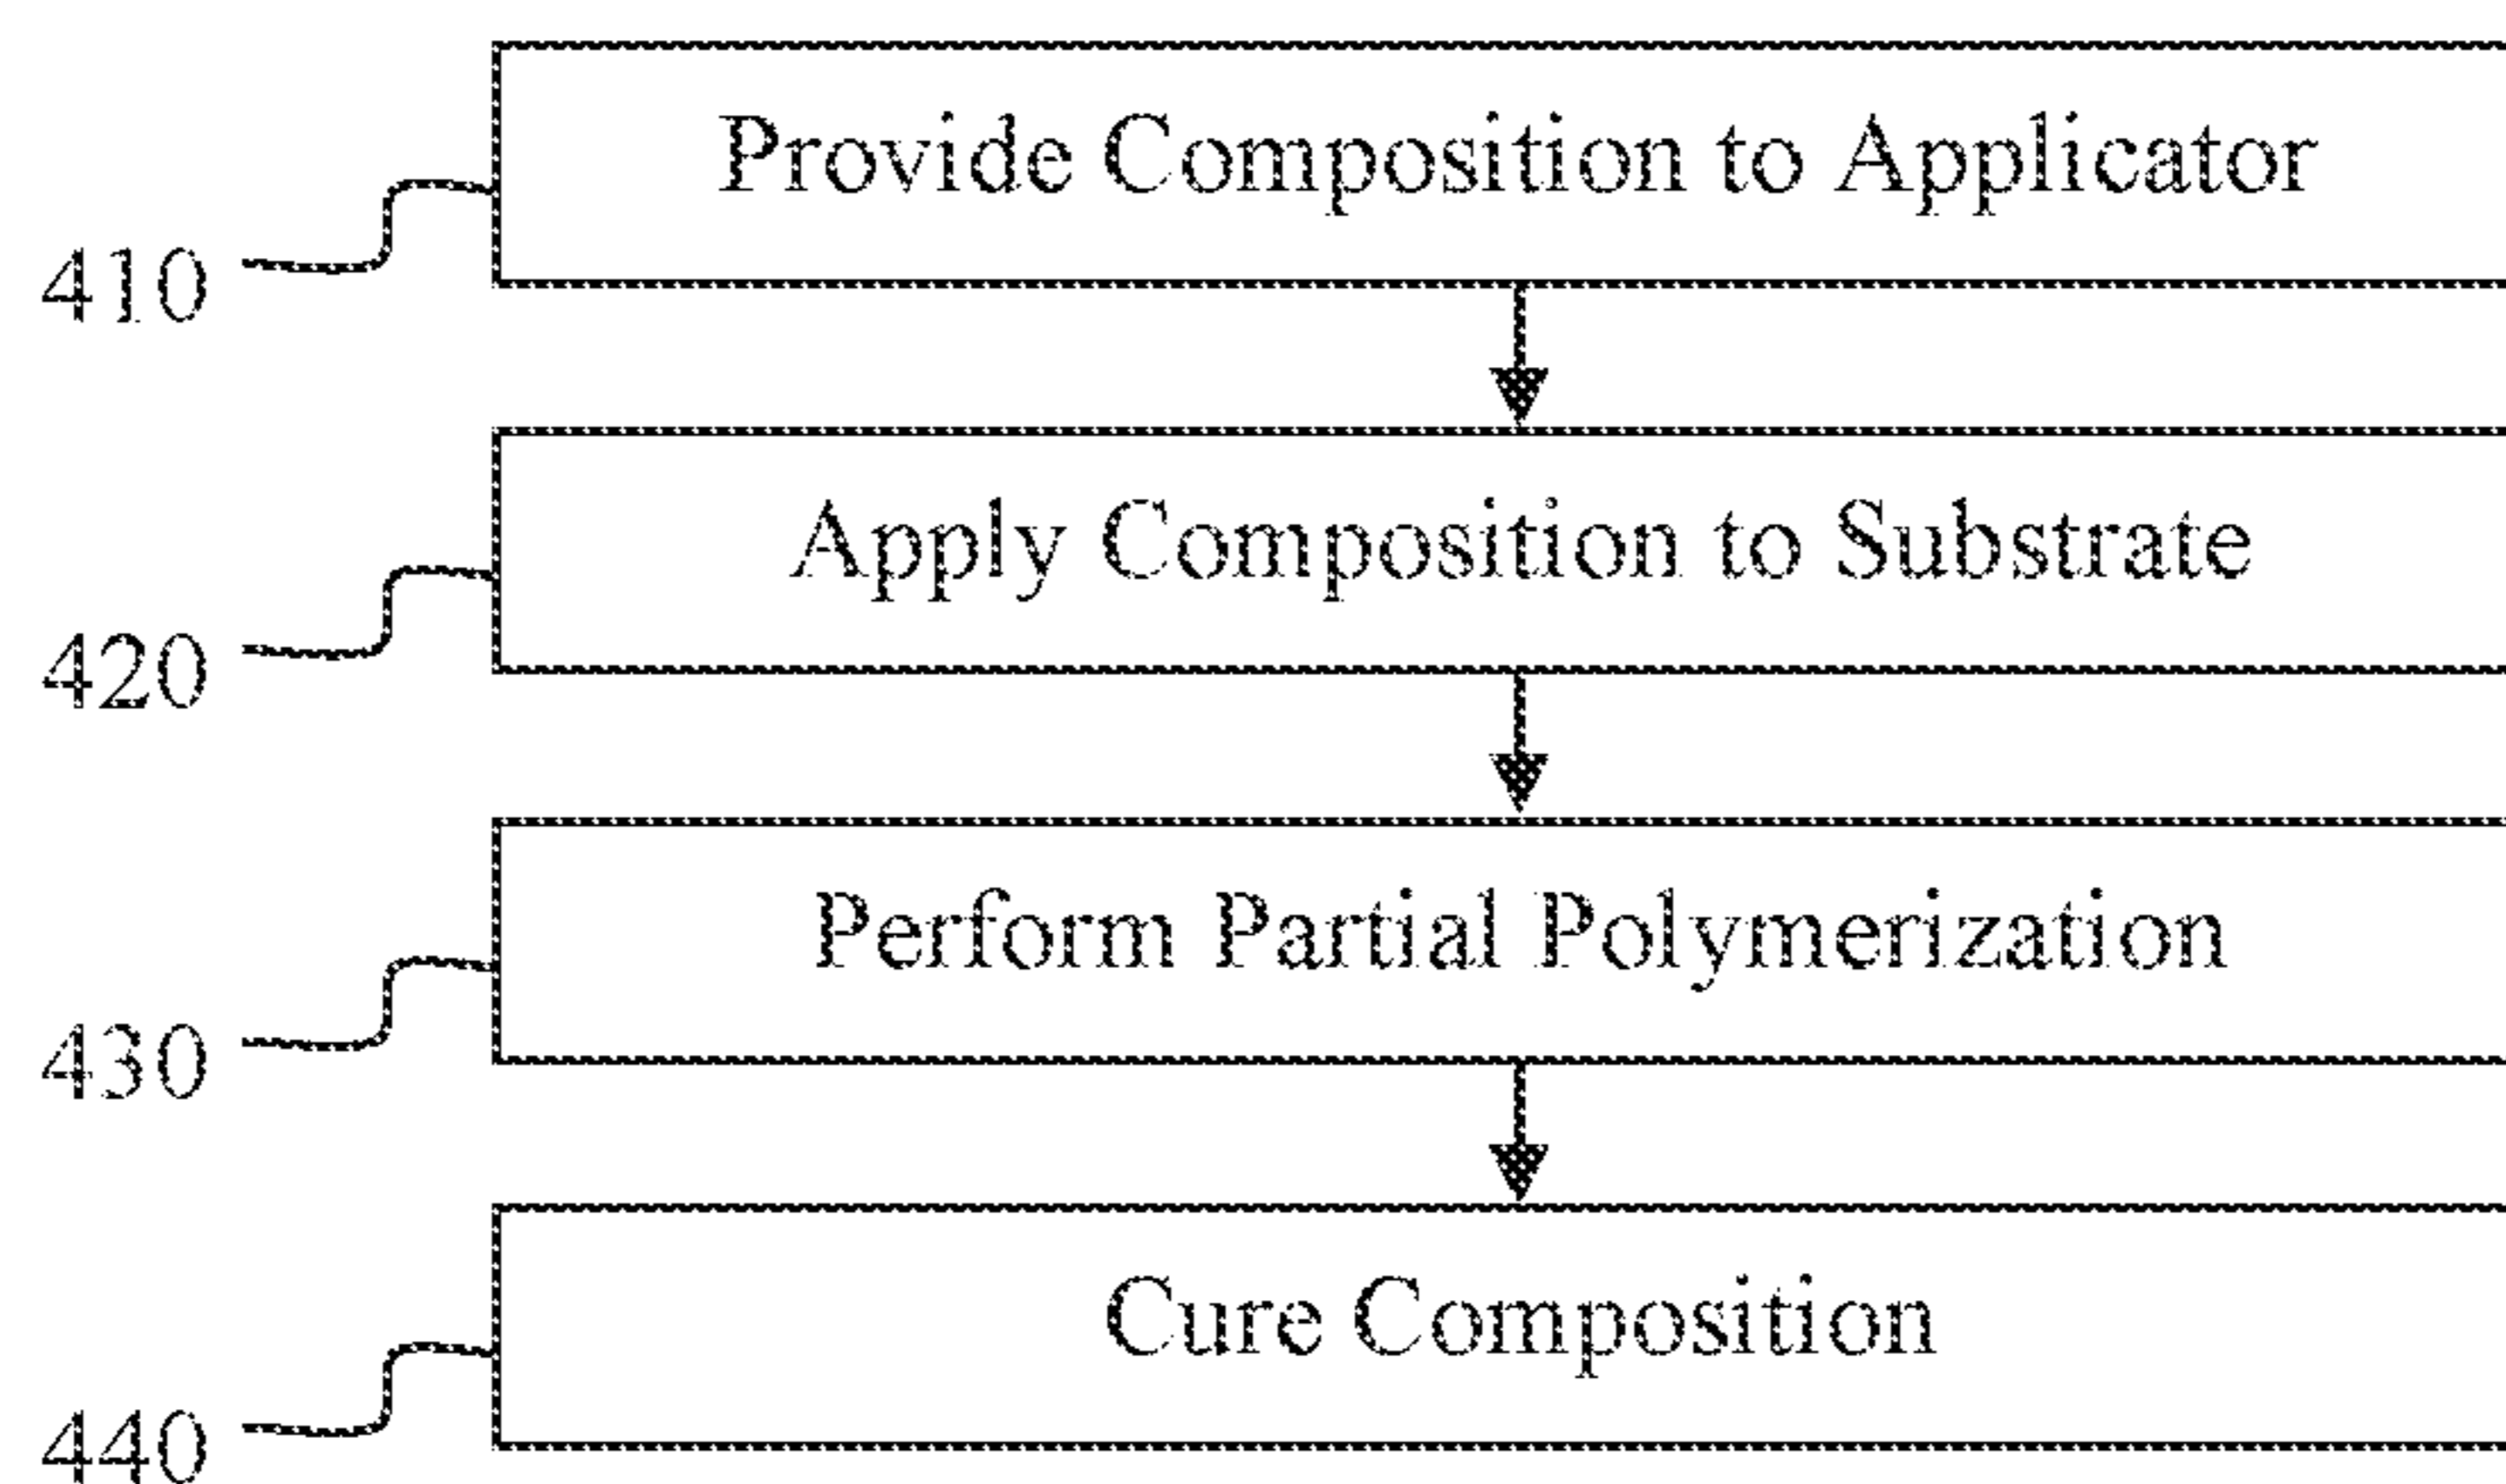 Provide Composition to Applicator
410
Apply Composition to Substrate
420
Perform Partial Polymerization
430
Cure Composition
440